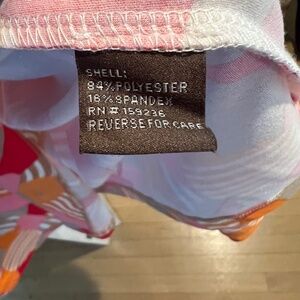 SHELL:
84% POLYESTER
16% SPANDEX
RN # 159236
REVERSE FOR CARE